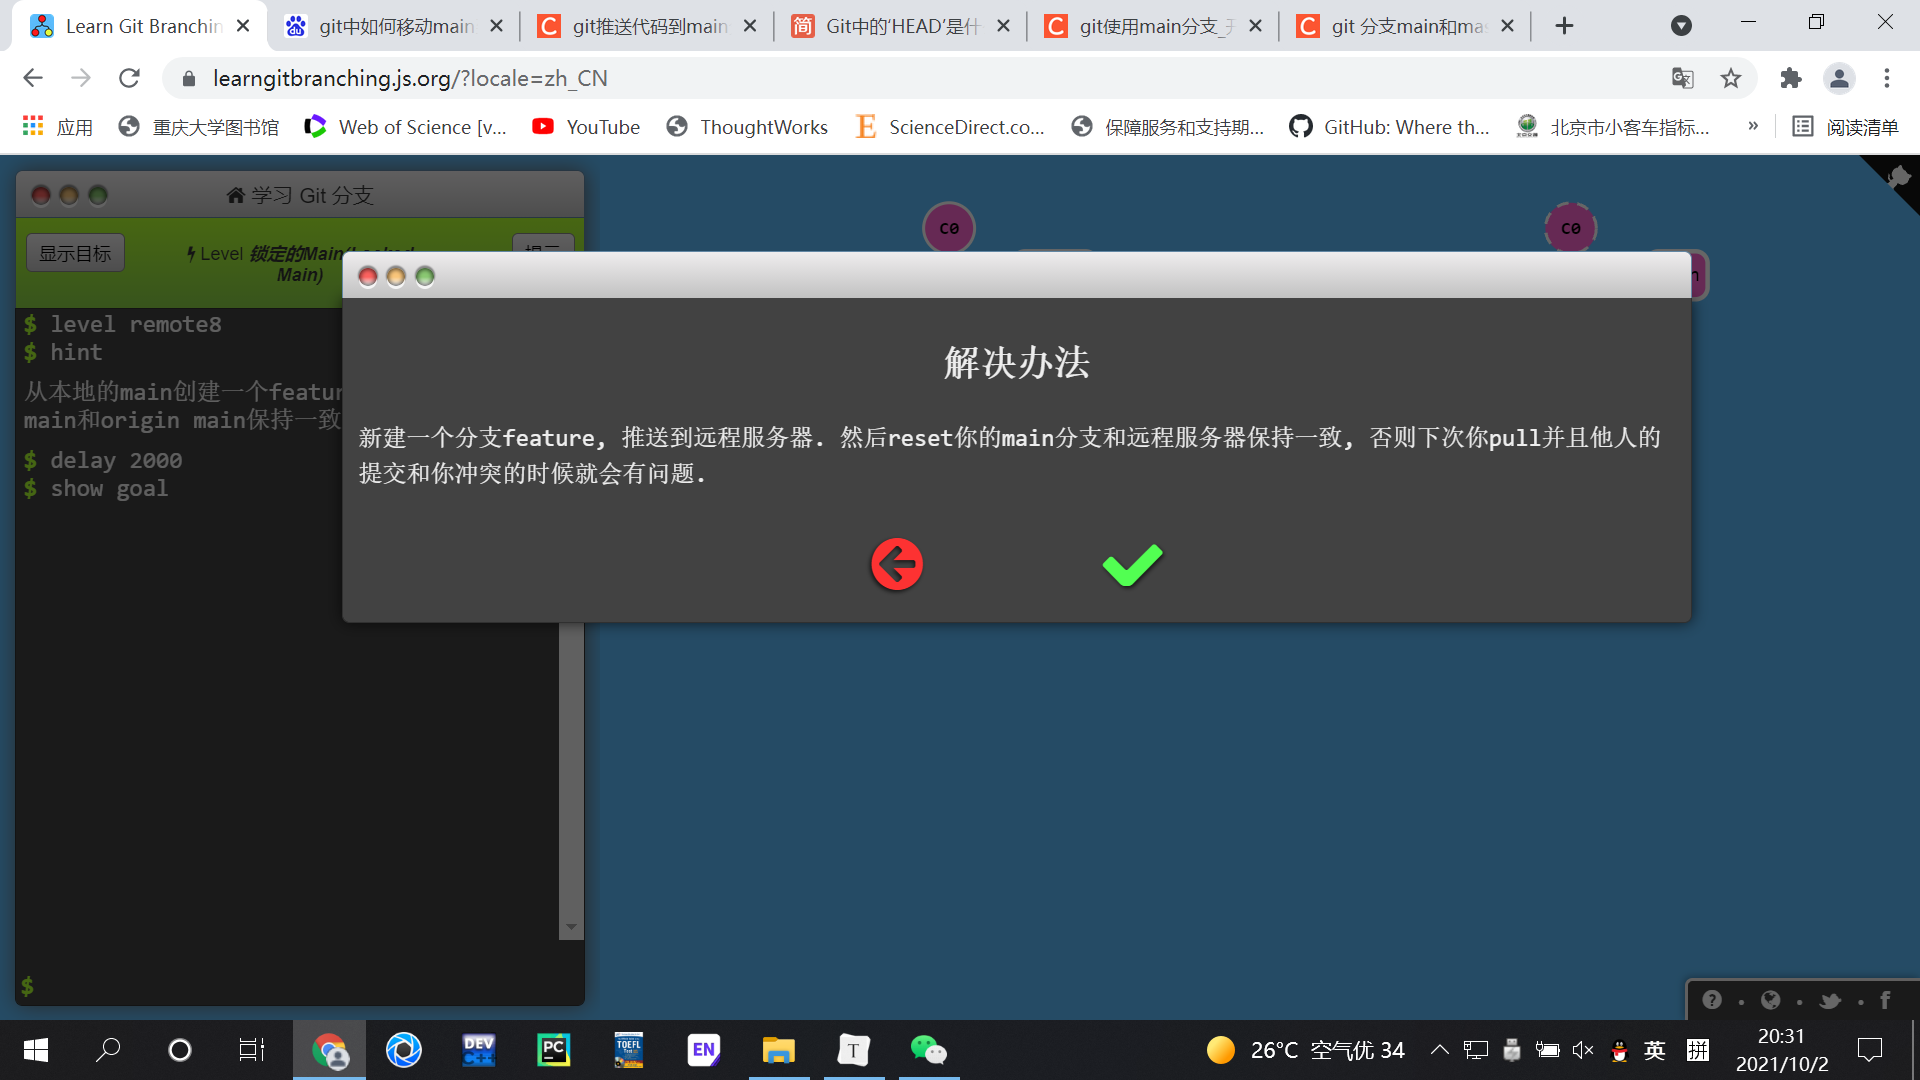 Learn Git Branchin
git中如何移动main
git推送代码到main
Git中的‘HEAD’是什
git使用main分支_开
git 分支main和mas
learngitbranching.js.org/?locale=zh_CN
应用
重庆大学图书馆
Web of Science [v...
YouTube
ThoughtWorks
ScienceDirect.co...
保障服务和支持期...
GitHub: Where th...
北京市小客车指标...
»
阅读清单
学习 Git 分支
显示目标
Level 锁定的Main(Locked
Main)
提示
C0
C0
n
$ level remote8
$ hint
从本地的main创建一个featur
main和origin main保持一致
$ delay 2000
$ show goal
$
解决办法
新建一个分支feature, 推送到远程服务器. 然后reset你的main分支和远程服务器保持一致, 否则下次你pull并且他人的
提交和你冲突的时候就会有问题.
DEV
C++
PC
TOEFL
EN
T
26°C 空气优 34
英
拼
20:31
2021/10/2